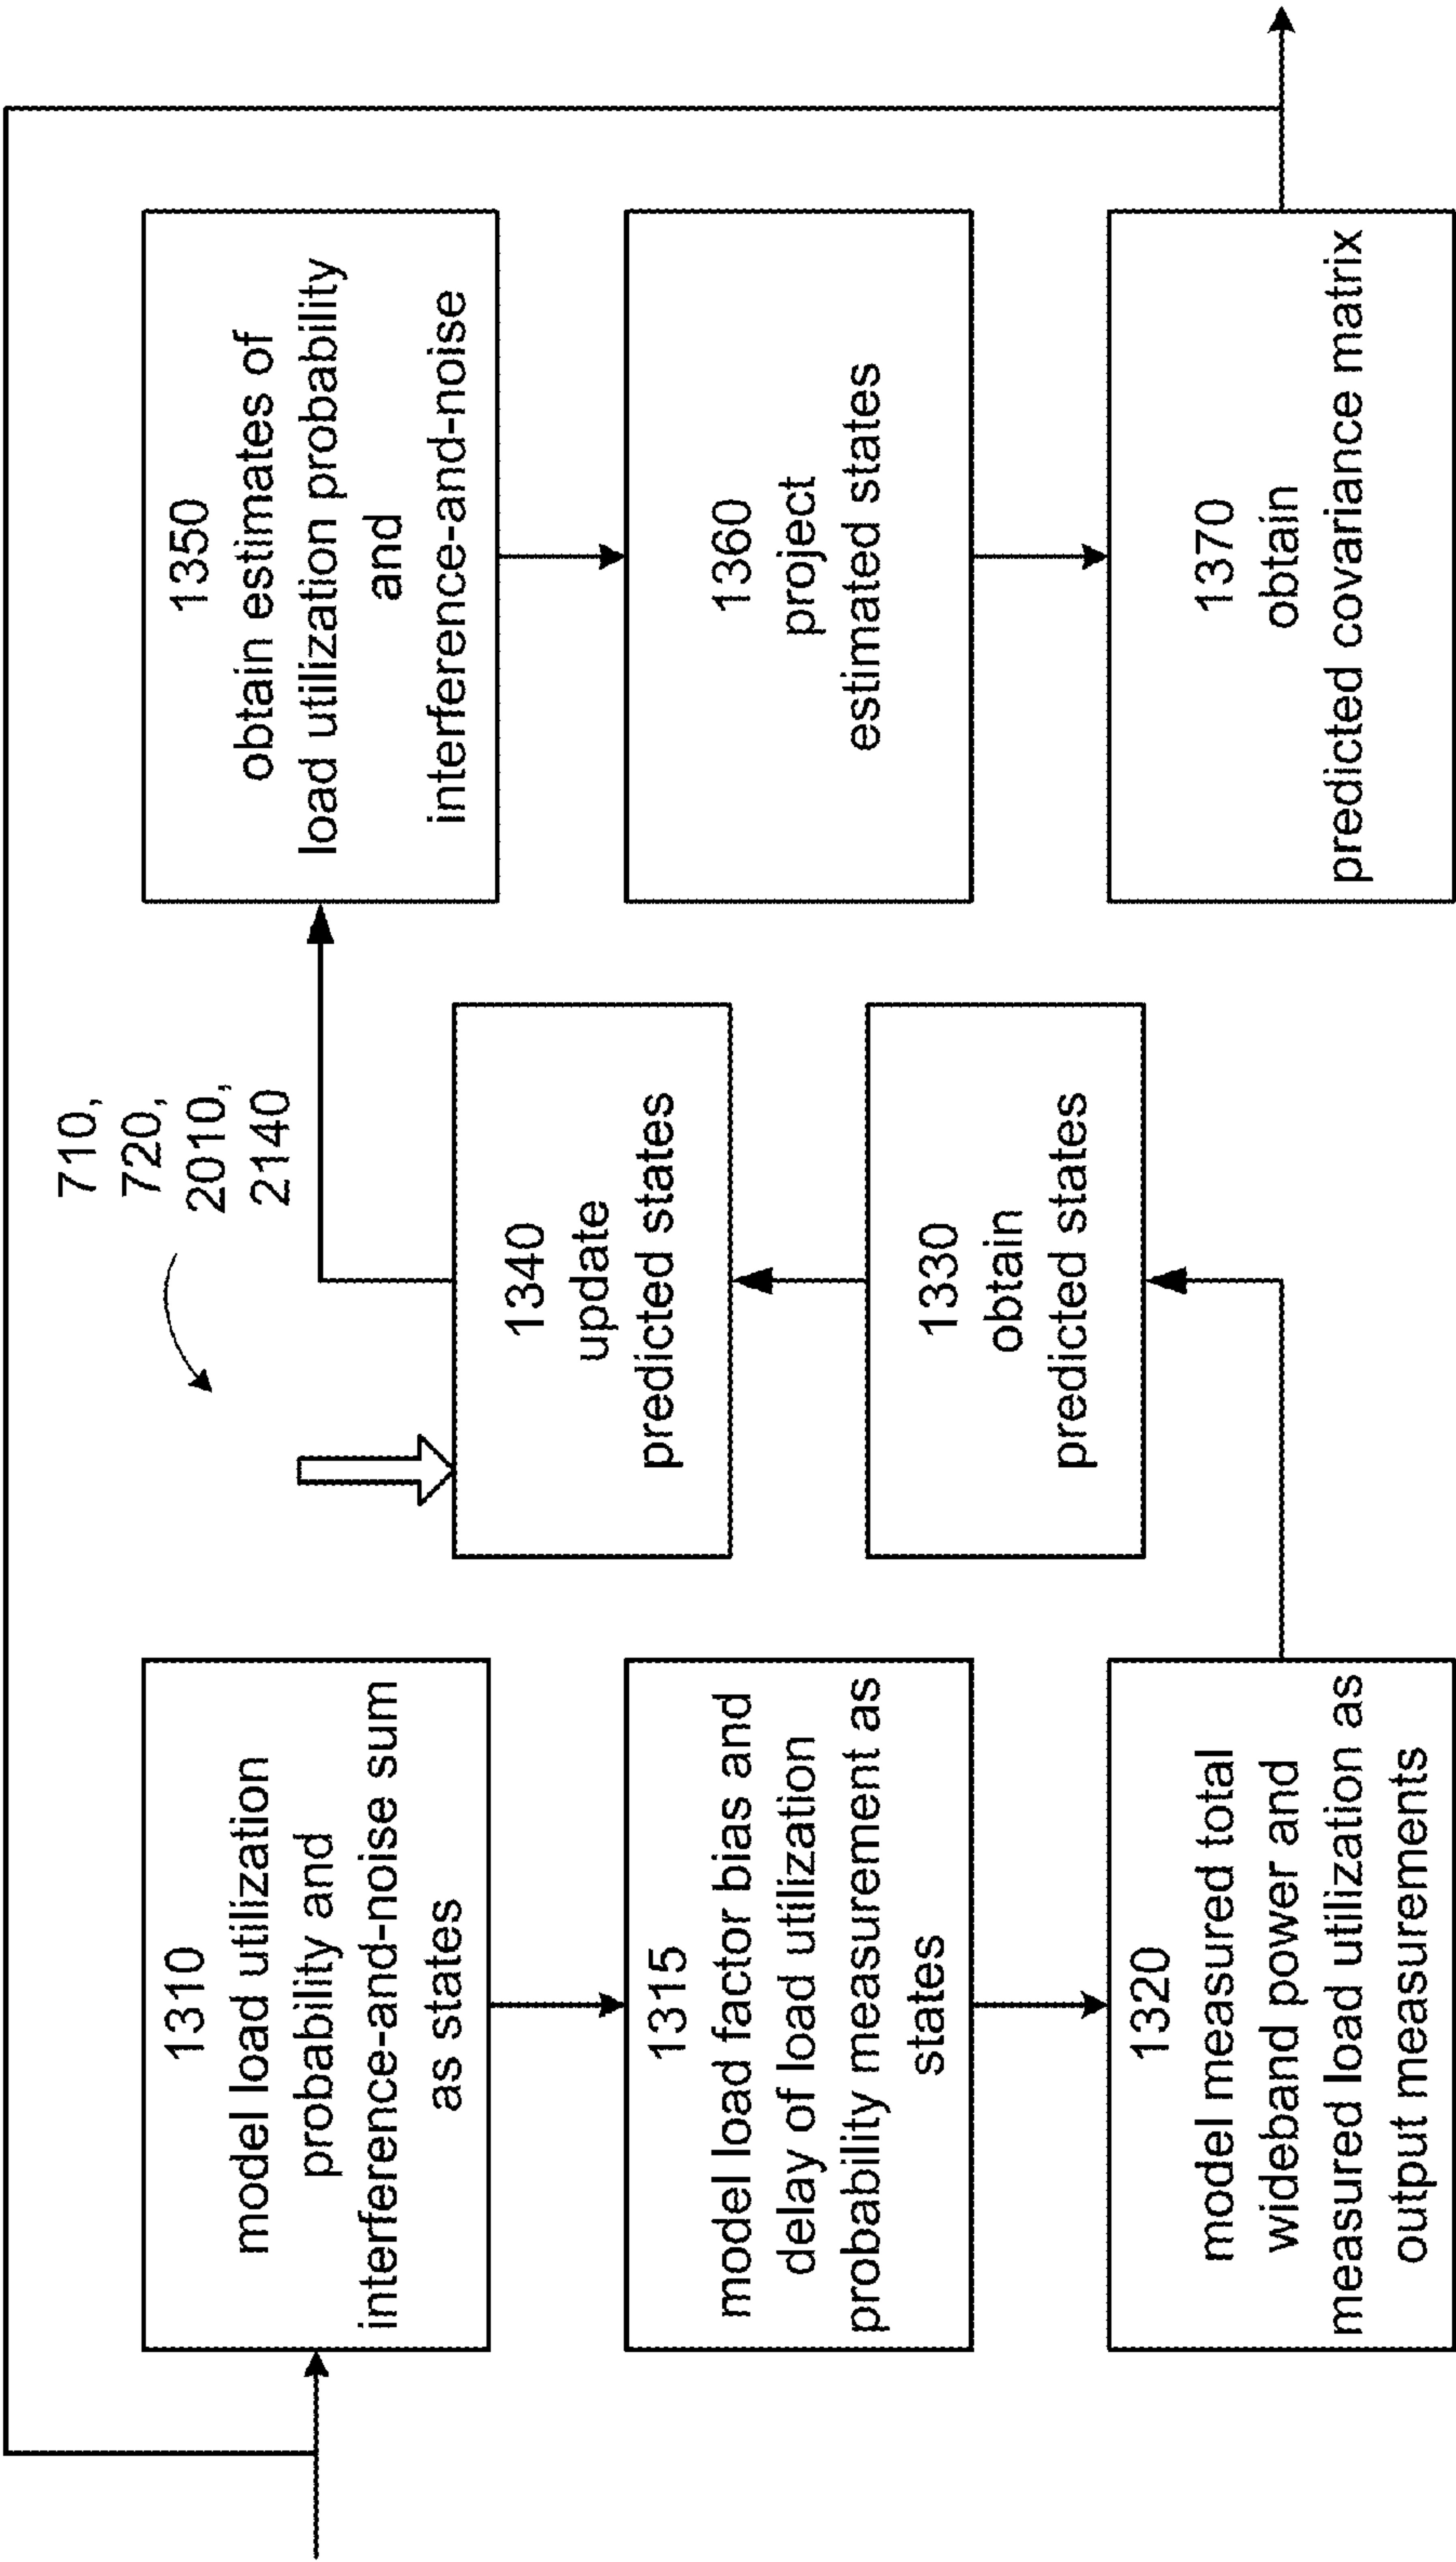 710,
720,
2010,
2140
1310
model load utilization
probability and
interference-and-noise sum
as states
1315
model load factor bias and
delay of load utilization
probability measurement as
states
1320
model measured total
wideband power and
measured load utilization as
output measurements
1330
obtain
predicted states
1340
update
predicted states
1350
obtain estimates of
load utilization probability
and
interference-and-noise
1360
project
estimated states
1370
obtain
predicted covariance matrix